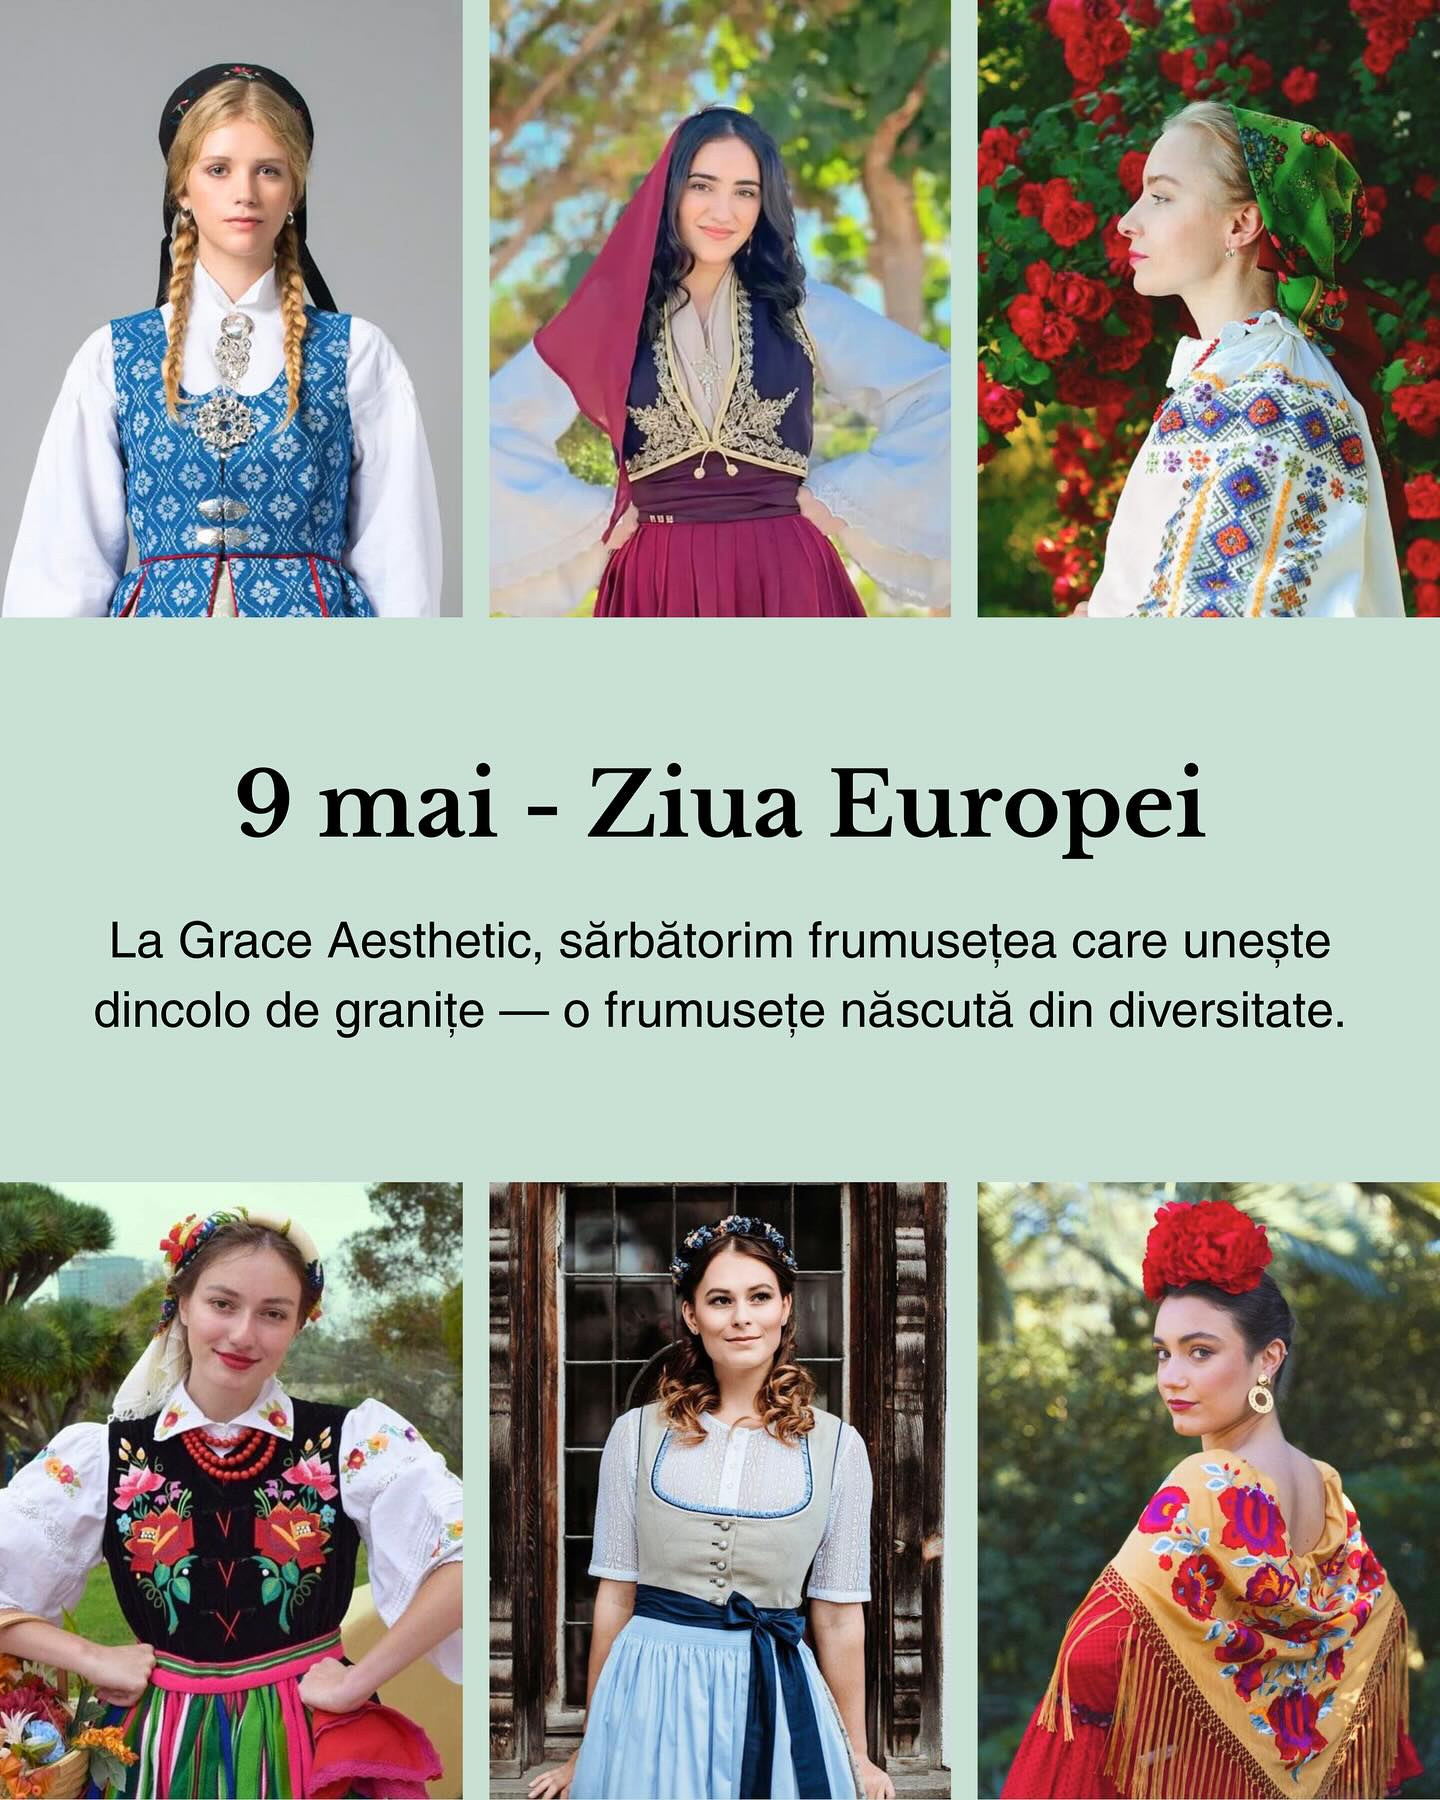 9 mai - Ziua Europei
La Grace Aesthetic, sărbătorim frumusețea care unește
dincolo de granițe — o frumusețe născută din diversitate.